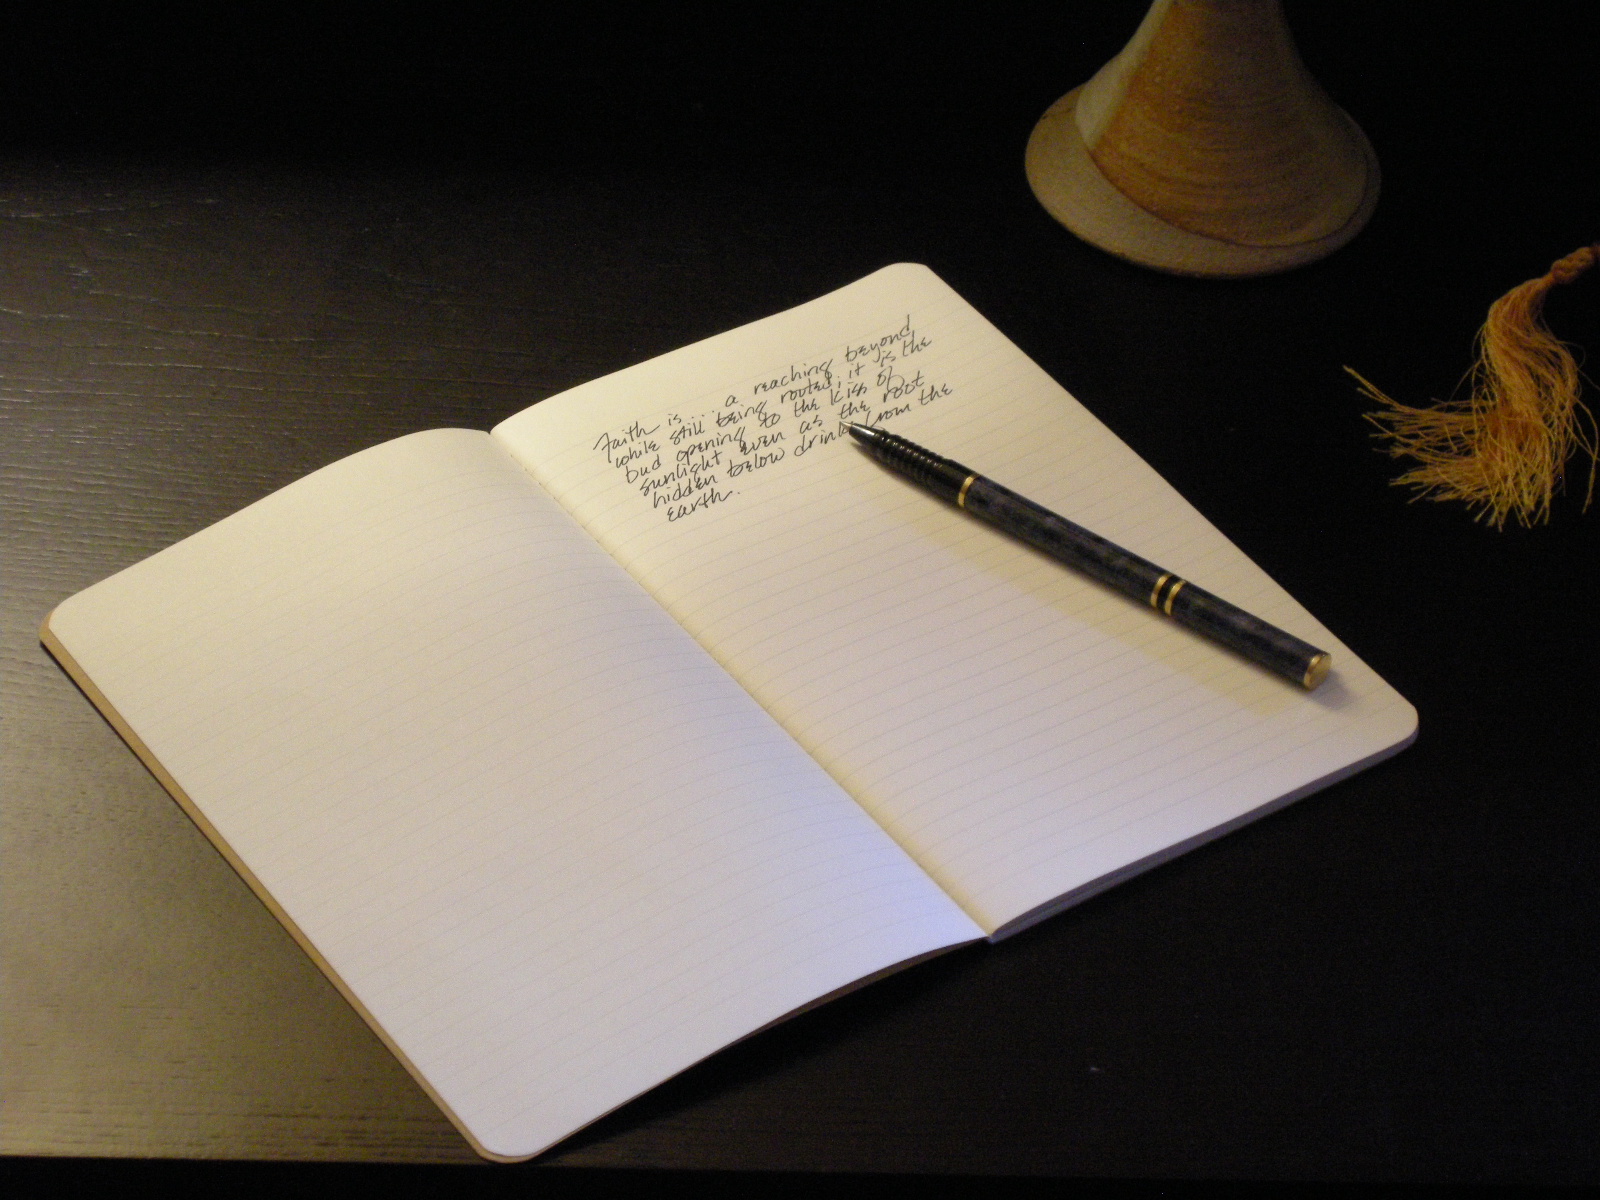 Faith is... a reaching beyond
while still being routed; it is the
bud opening to the kiss of
sunlight even as the root
hidden below drinks from the
earth.